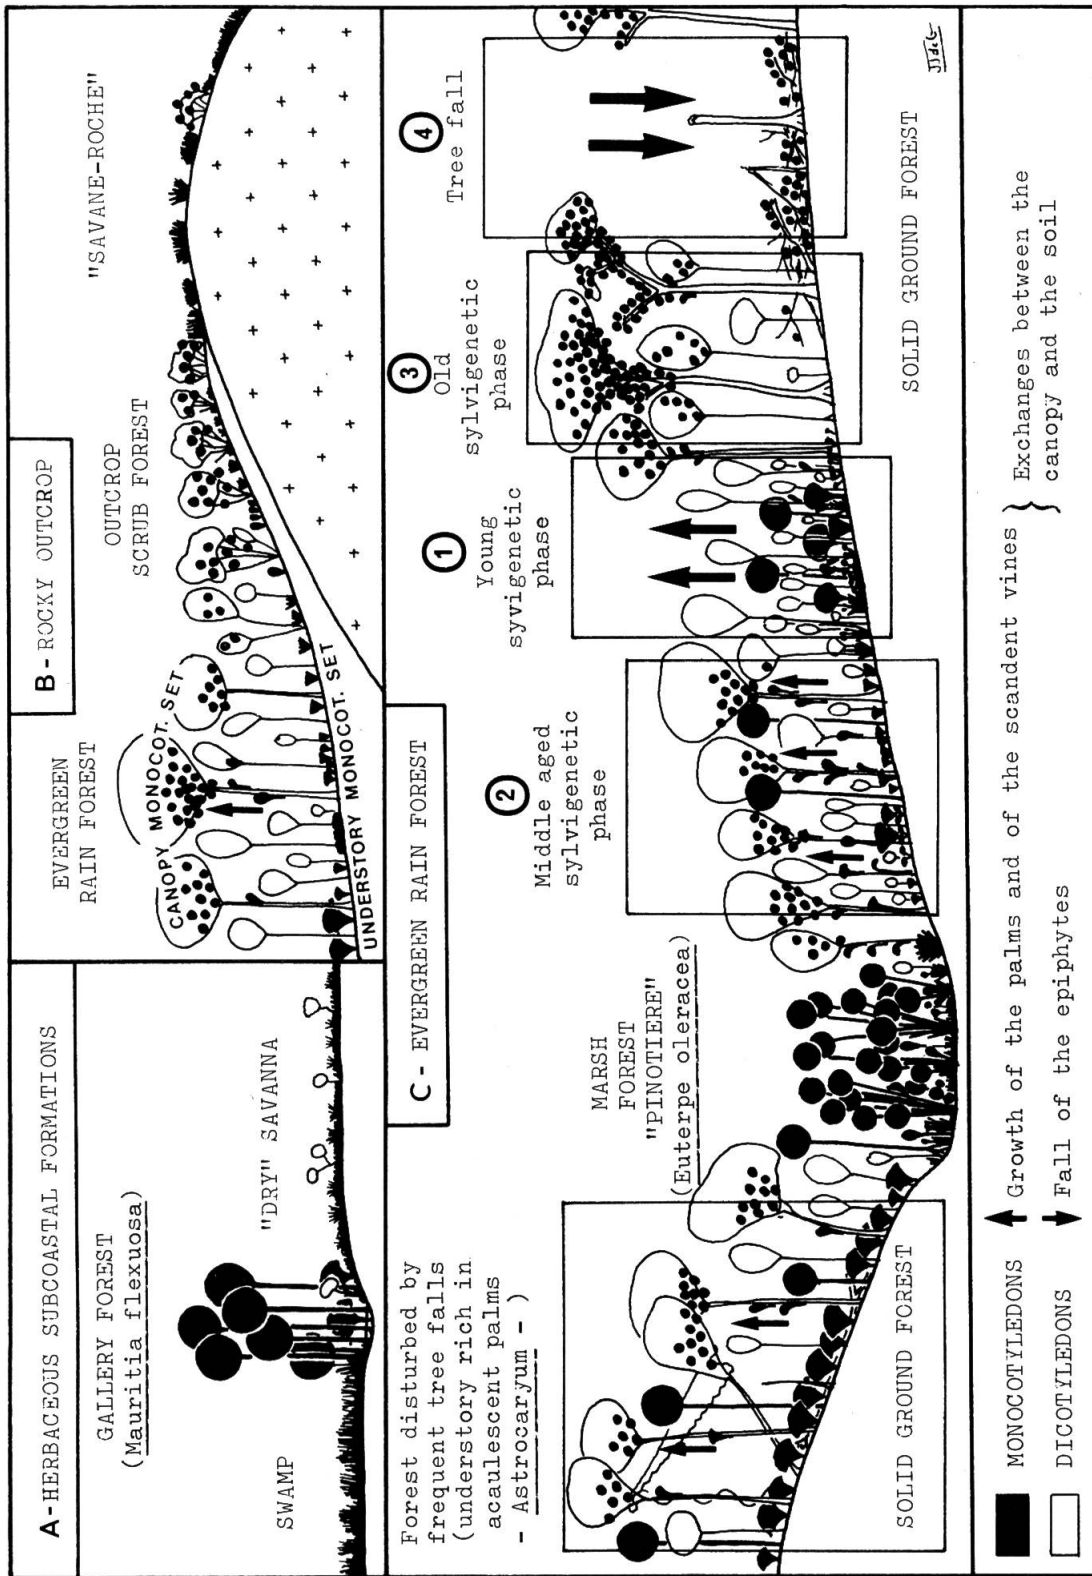 A-HERBACEOUS SUBCOASTAL FORMATIONS
GALLERY FOREST
(Mauritia flexuosa)
SWAMP
"DRY" SAVANNA
B-ROCKY OUTCROP
EVERGREEN
RAIN FOREST
CANOPY MONOCOT. SET
UNDERSTORY MONOCOT. SET
OUTCROP
SCRUB FOREST
"SAVANE-ROCHE"
C-EVERGREEN RAIN FOREST
Forest disturbed by
frequent tree falls
(understory rich in
acaulescent palms
- Astrocaryum - )
SOLID GROUND FOREST
MARSH
FOREST
"PINOTIERE"
(Euterpe oleracea)
2
Middle aged
sylvigenetic
phase
1
Young
syvigenetic
phase
3
Old
sylvigenetic
phase
4
Tree fall
SOLID GROUND FOREST
MONOCOTYLEDONS
Growth of the palms and of the scandent vines
DICOTYLEDONS
Fall of the epiphytes
Exchanges between the
canopy and the soil